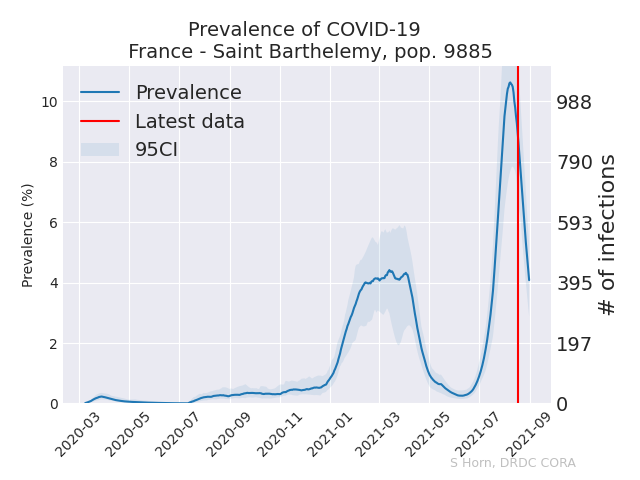 Prevalence of COVID-19
France - Saint Barthelemy, pop. 9885
Prevalence
Latest data
95CI
Prevalence (%)
10
8
6
4
2
0
988
790
593
395
197
0
# of infections
2020-03
2020-05
2020-07
2020-09
2020-11
2021-01
2021-03
2021-05
2021-07
2021-09
S Horn, DRDC CORA